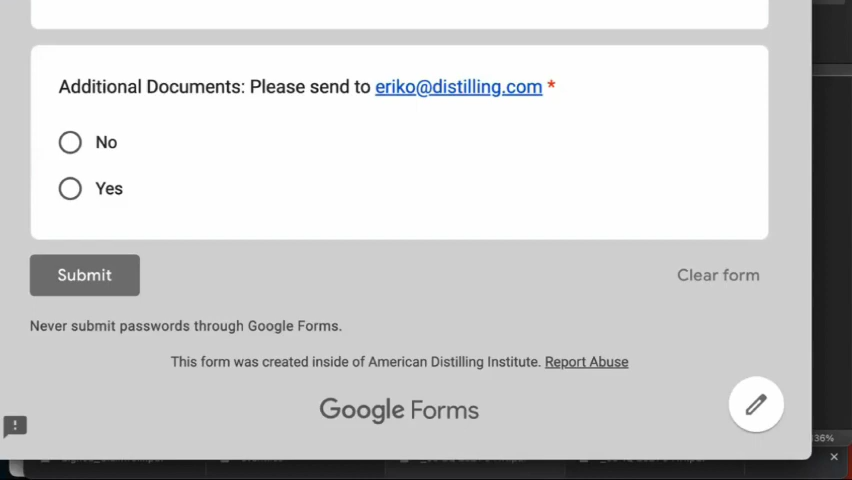 Additional Documents: Please send to eriko@distilling.com *
No
Yes
Submit
Clear form
Never submit passwords through Google Forms.
This form was created inside of American Distilling Institute. Report Abuse
Google Forms
36%